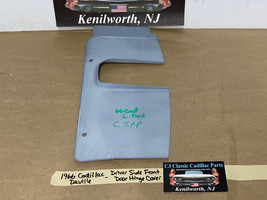 Kenilworth, NJ
66 Cad
L Front
CJAP
CJ Classic Cadillac Parts
Kenilworth, NJ
1966 Cadillac - Driver Side Front
Deville Door Hinge Cover